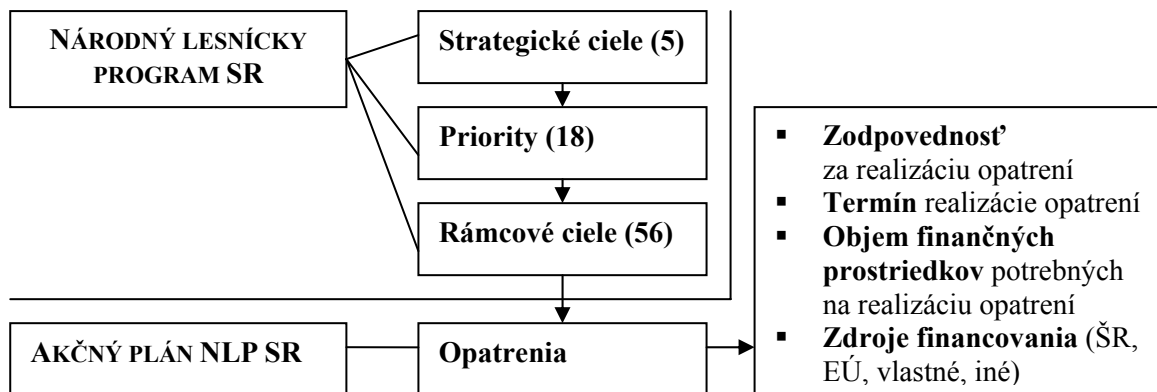 NÁRODNÝ LESNÍCKY
PROGRAM SR
Strategické ciele (5)
Priority (18)
Rámcové ciele (56)
AKČNÝ PLÁN NLP SR
Opatrenia
▪ Zodpovednosť
za realizáciu opatrení
▪ Termín realizácie opatrení
▪ Objem finančných
prostriedkov potrebných
na realizáciu opatrení
▪ Zdroje financovania (ŠR,
EÚ, vlastné, iné)